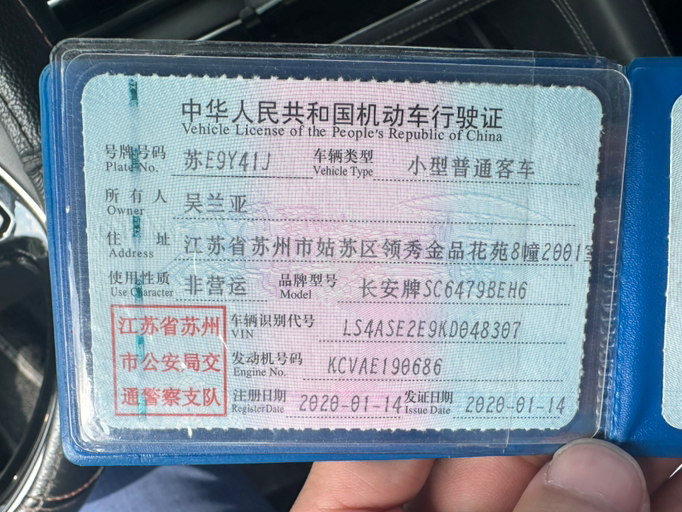 中华人民共和国机动车行驶证
Vehicle License of the People's Republic of China
号牌号码 苏E9Y41J 车辆类型 小型普通客车
Plate No. Vehicle Type
所有人 吴兰亚
Owner
住址 江苏省苏州市姑苏区领秀金品花苑8幢2001室
Address
使用性质 非营运 品牌型号 长安牌SC6479BEH6
Use Character Model
江苏省苏州 车辆识别代号 LS4ASE2E9KD048307
VIN
市公安局交 发动机号码 KCVAE190686
Engine No.
通警察支队 注册日期 2020-01-14 发证日期 2020-01-14
Register Date Issue Date